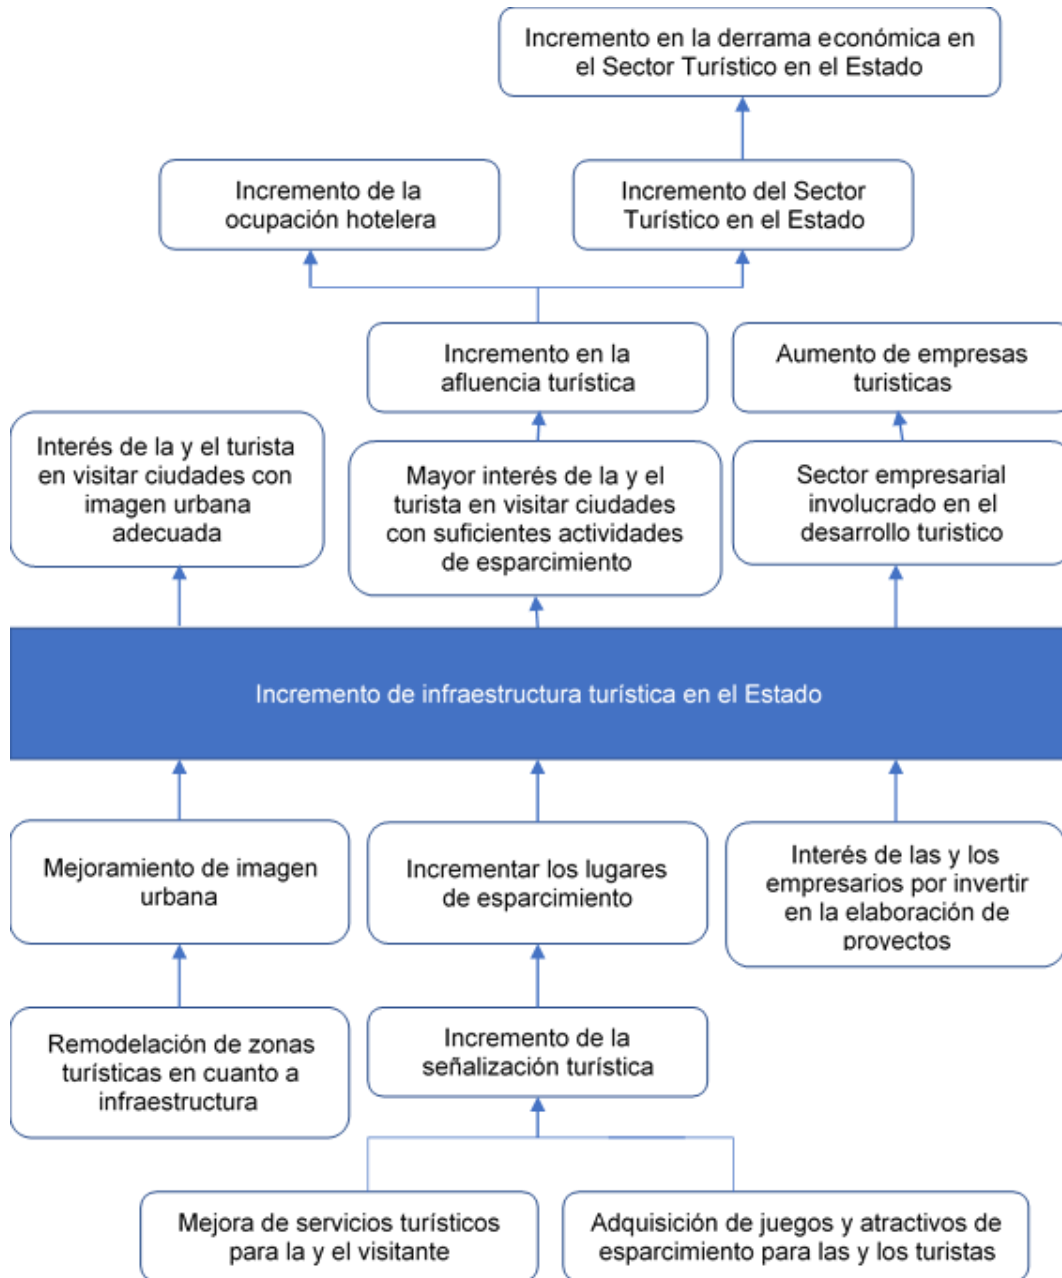 Incremento en la derrama económica en
el Sector Turístico en el Estado
Incremento de la
ocupación hotelera
Incremento del Sector
Turístico en el Estado
Incremento en la
afluencia turística
Aumento de empresas
turisticas
Interés de la y el turista
en visitar ciudades con
imagen urbana
adecuada
Mayor interés de la y el
turista en visitar ciudades
con suficientes actividades
de esparcimiento
Sector empresarial
involucrado en el
desarrollo turistico
Incremento de infraestructura turística en el Estado
Mejoramiento de imagen
urbana
Incrementar los lugares
de esparcimiento
Interés de las y los
empresarios por invertir
en la elaboración de
proyectos
Remodelación de zonas
turísticas en cuanto a
infraestructura
Incremento de la
señalización turística
Mejora de servicios turísticos
para la y el visitante
Adquisición de juegos y atractivos de
esparcimiento para las y los turistas